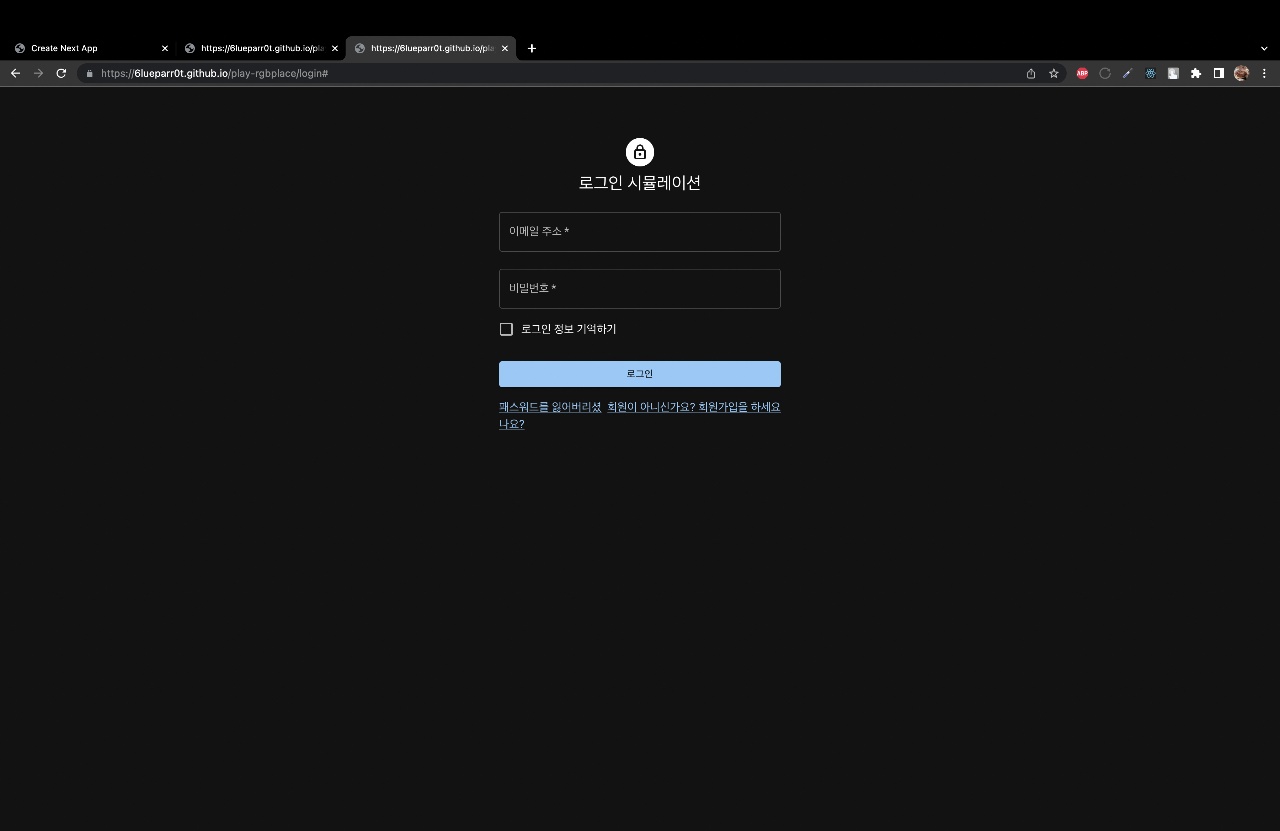 Create Next App
https://6lueparr0t.github.io/pla
https://6lueparr0t.github.io/pla
https://6lueparr0t.github.io/play-rgbplace/login#
ABP
로그인 시뮬레이션
이메일 주소 *
비밀번호 *
로그인 정보 기억하기
로그인
패스워드를 잃어버리셨
나요?
회원이 아니신가요? 회원가입을 하세요